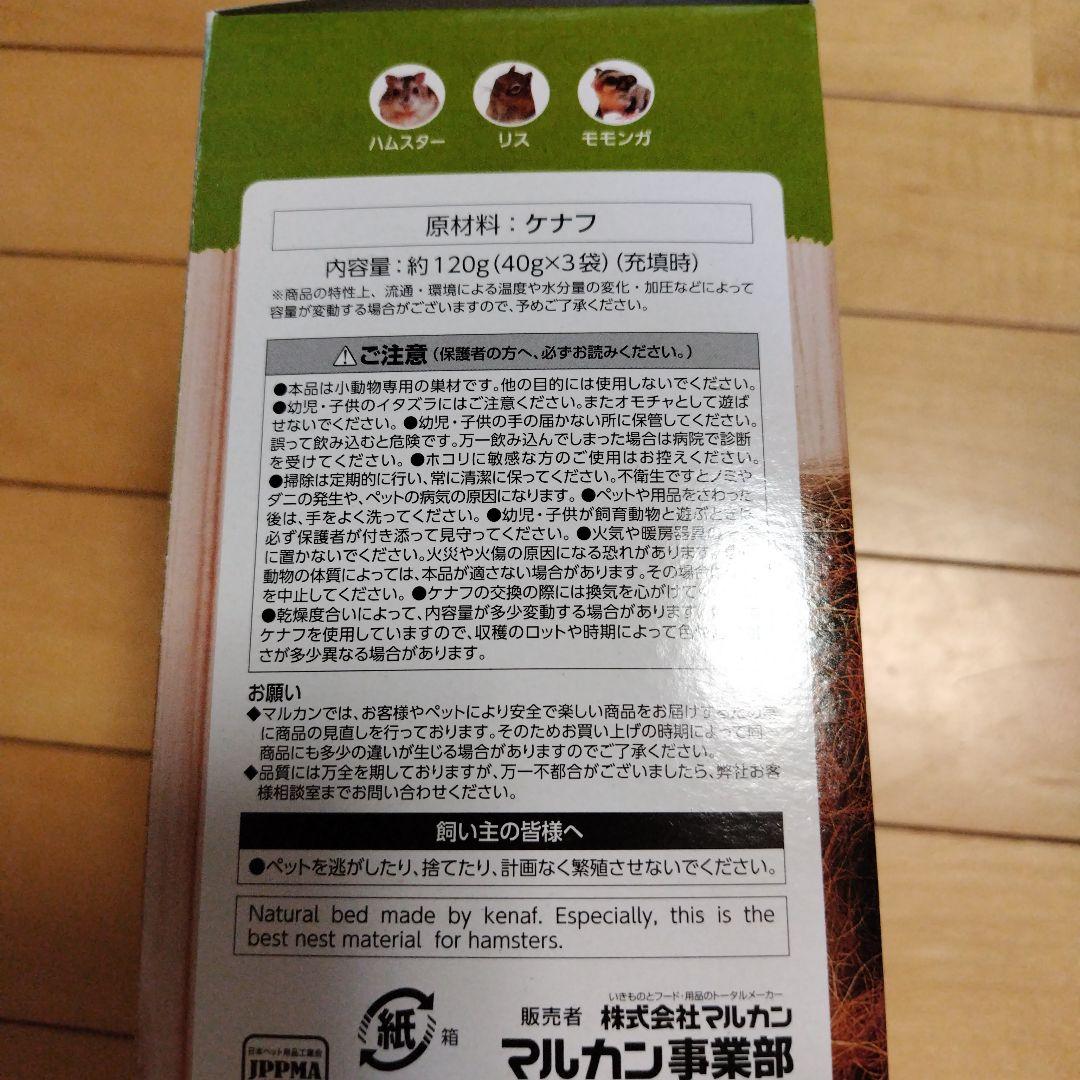 ハムスター リス モモンガ
原材料：ケナフ
内容量：約120g(40g×3袋)(充填時)
※商品の特性上、流通・環境による温度や水分量の変化・加圧などによって
容量が変動する場合がございますので、予めご了承ください。
⚠ご注意(保護者の方へ、必ずお読みください。)
●本品は小動物専用の巣材です。他の目的には使用しないでください。
●幼児・子供のイタズラにはご注意ください。またオモチャとして遊ば
せないでください。●幼児・子供の手の届かない所に保管してください。
誤って飲み込むと危険です。万一飲み込んでしまった場合は病院で診断
を受けてください。●ホコリに敏感な方のご使用はお控えください。
●掃除は定期的に行い、常に清潔に保ってください。不衛生ですとノミや
ダニの発生や、ペットの病気の原因になります。●ペットや用品をさわった
後は、手をよく洗ってください。●幼児・子供が飼育動物と遊ぶときは
必ず保護者が付き添って見守ってください。●火気や暖房器具の
に置かないでください。火災や火傷の原因になる恐れがあります。
動物の体質によっては、本品が適さない場合があります。その場合
を中止してください。●ケナフの交換の際には換気を心がけて
●乾燥度合いによって、内容量が多少変動する場合があります
ケナフを使用していますので、収穫のロットや時期によって色
さが多少異なる場合があります。
お願い
◆マルカンでは、お客様やペットにより安全で楽しい商品をお届けするため常
に商品の見直しを行っております。そのためお買い上げの時期によって同
商品にも多少の違いが生じる場合がありますのでご了承ください。
◆品質には万全を期しておりますが、万一不都合がございましたら、弊社お客
様相談室までお問い合わせください。
飼い主の皆様へ
●ペットを逃がしたり、捨てたり、計画なく繁殖させないでください。
Natural bed made by kenaf. Especially, this is the
best nest material for hamsters.
いきものとフード・用品のトータルメーカー
販売者 株式会社マルカン
マルカン事業部
紙 箱
日本ペット用品工業会
JPPMA